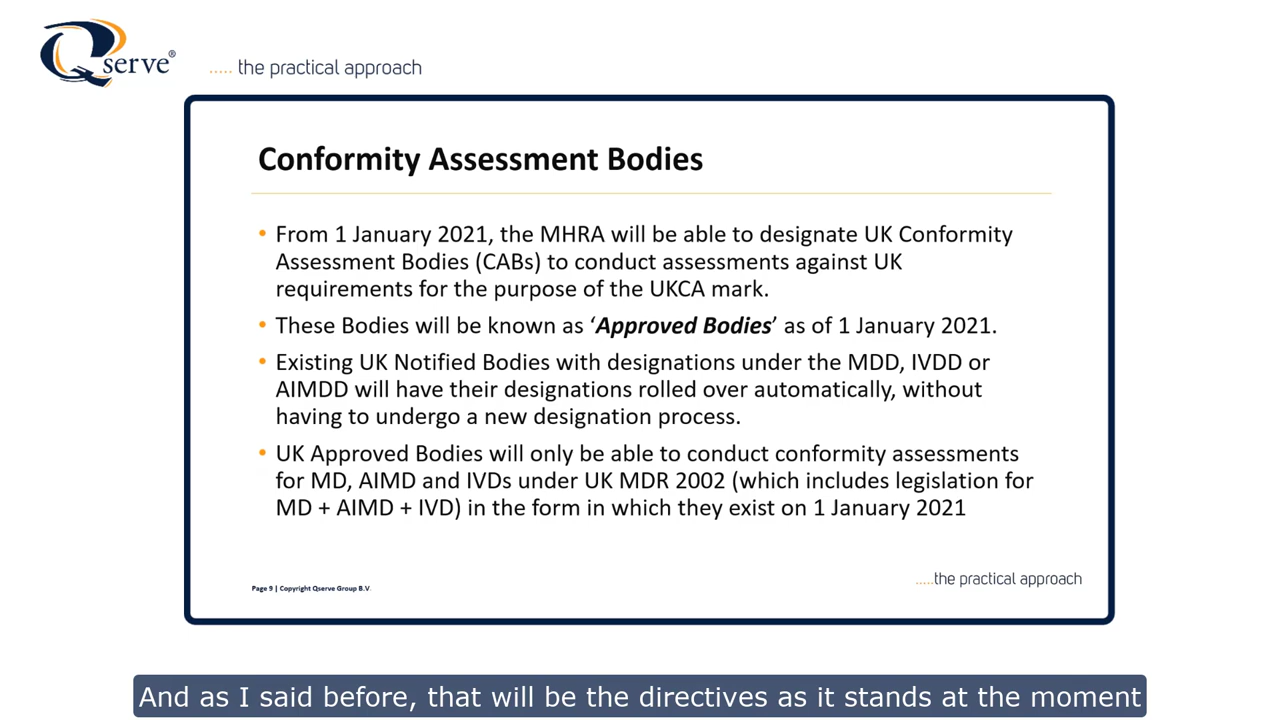 Qserve®
..... the practical approach
Conformity Assessment Bodies
• From 1 January 2021, the MHRA will be able to designate UK Conformity
Assessment Bodies (CABs) to conduct assessments against UK
requirements for the purpose of the UKCA mark.
• These Bodies will be known as ‘Approved Bodies’ as of 1 January 2021.
• Existing UK Notified Bodies with designations under the MDD, IVDD or
AIMDD will have their designations rolled over automatically, without
having to undergo a new designation process.
• UK Approved Bodies will only be able to conduct conformity assessments
for MD, AIMD and IVDs under UK MDR 2002 (which includes legislation for
MD + AIMD + IVD) in the form in which they exist on 1 January 2021
.....the practical approach
Page 9 | Copyright Qserve Group B.V.
And as I said before, that will be the directives as it stands at the moment